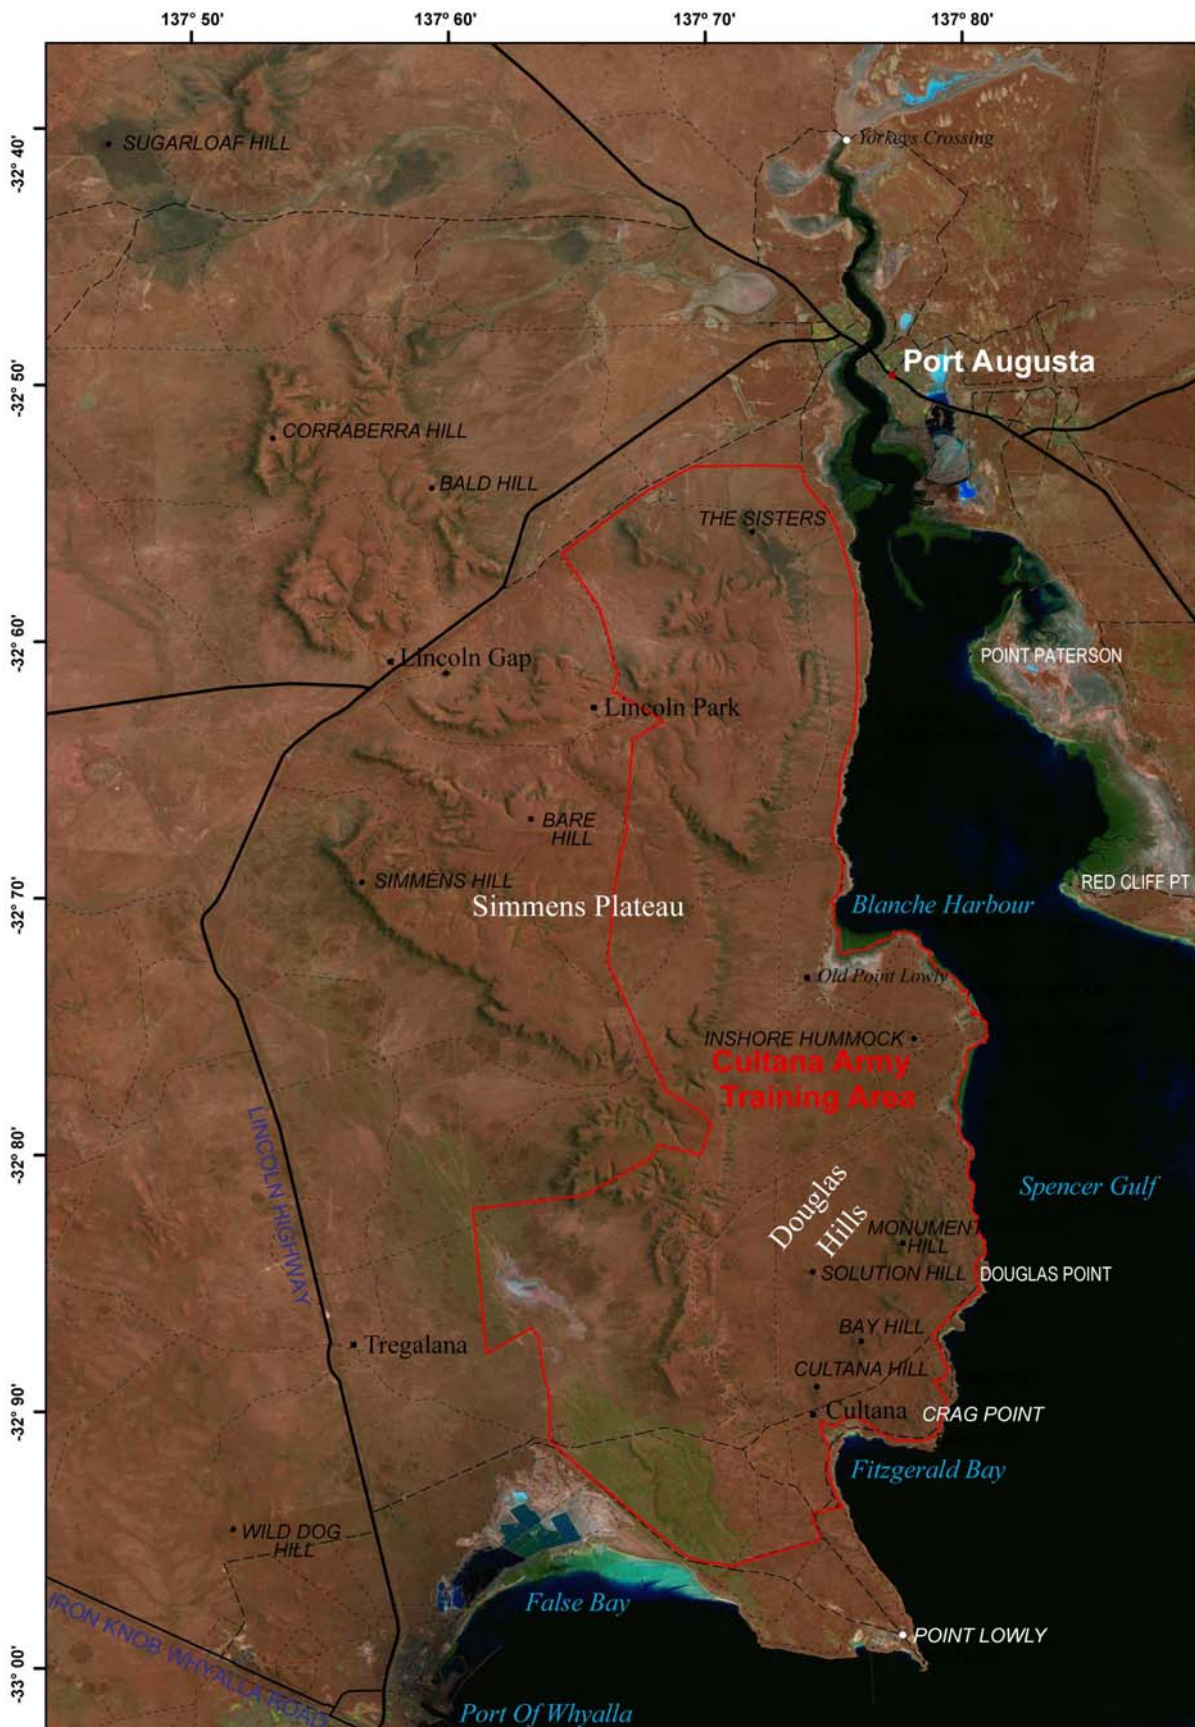 137° 50'
137° 60'
137° 70'
137° 80'
-32° 40'
-32° 50'
-32° 60'
-32° 70'
-32° 80'
-32° 90'
-33° 00'
SUGARLOAF HILL
Yorkeys Crossing
Port Augusta
CORRABERRA HILL
BALD HILL
THE SISTERS
Lincoln Gap
POINT PATERSON
Lincoln Park
BARE
HILL
SIMMENS HILL
RED CLIFF PT
Simmens Plateau
Blanche Harbour
Old Point Lowly
INSHORE HUMMOCK
Cultana Army
Training Area
LINCOLN HIGHWAY
Spencer Gulf
Douglas
Hills
MONUMENT
HILL
SOLUTION HILL
DOUGLAS POINT
BAY HILL
Tregalana
CULTANA HILL
Cultana
CRAG POINT
Fitzgerald Bay
WILD DOG
HILL
False Bay
POINT LOWLY
IRON KNOB WHYALLA ROAD
Port Of Whyalla